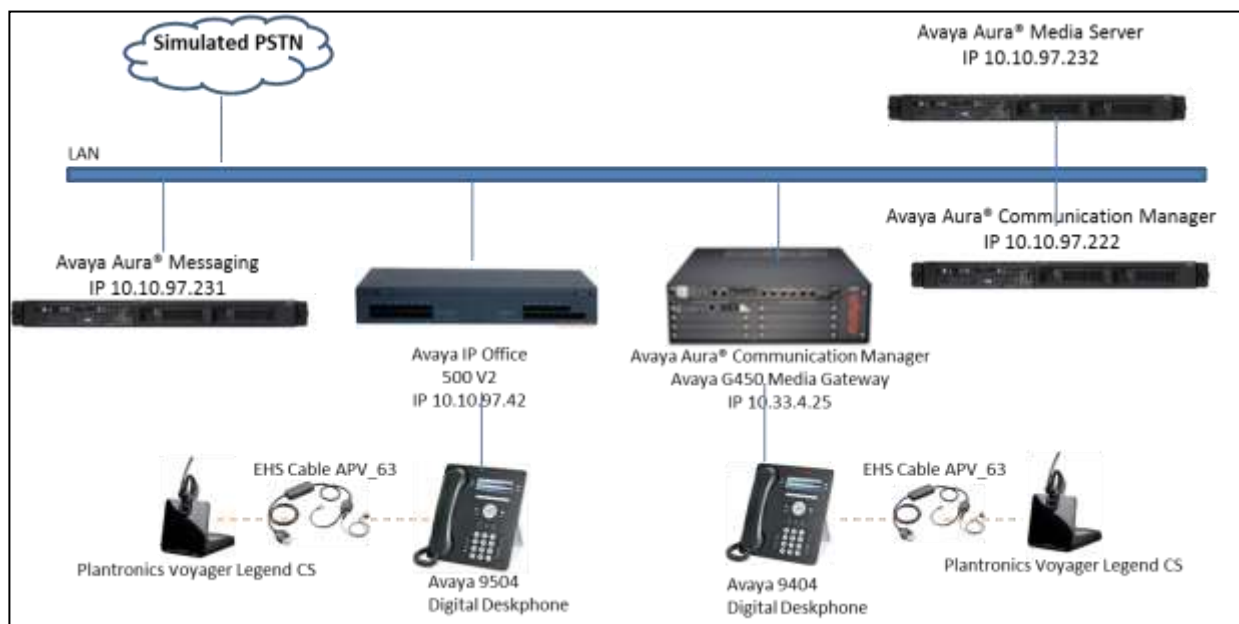 Simulated PSTN
Avaya Aura® Media Server
IP 10.10.97.232
LAN
Avaya Aura® Messaging
IP 10.10.97.231
Avaya IP Office
500 V2
IP 10.10.97.42
Avaya Aura® Communication Manager
Avaya G450 Media Gateway
IP 10.33.4.25
Avaya Aura® Communication Manager
IP 10.10.97.222
EHS Cable APV_63
Plantronics Voyager Legend CS
Avaya 9504
Digital Deskphone
Avaya 9404
Digital Deskphone
EHS Cable APV_63
Plantronics Voyager Legend CS